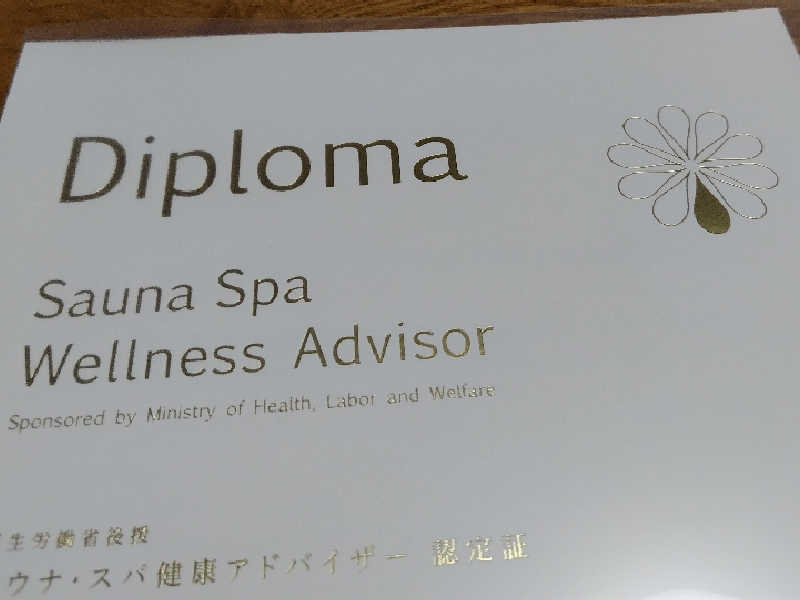 Diploma
Sauna Spa
Wellness Advisor
Sponsored by Ministry of Health, Labor and Welfare
生労働省後援
ウナ・スパ健康アドバイザー 認定証